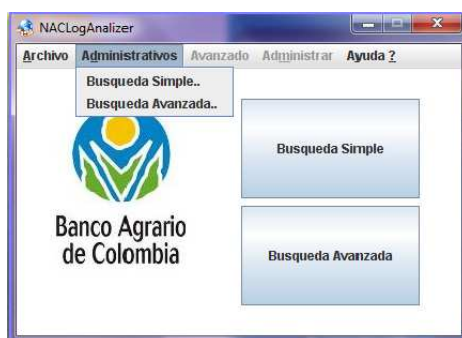 NACLogAnalizer
Archivo Administrativos Avanzado Administrar Ayuda ?
Busqueda Simple..
Busqueda Avanzada..
Busqueda Simple
Banco Agrario
de Colombia
Busqueda Avanzada